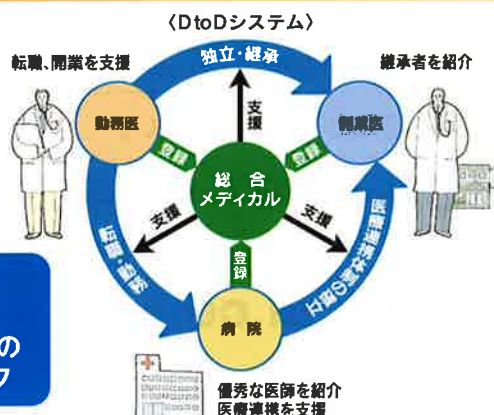 〈DtoDシステム〉
転職、開業を支援
独立・継承
継承者を紹介
勤務医
支援
開業医
登録
登録
総合
メディカル
支援
支援
登録
転職・募集
医療連携体制の確立
病院
の
優秀な医師を紹介
医療連携を支援